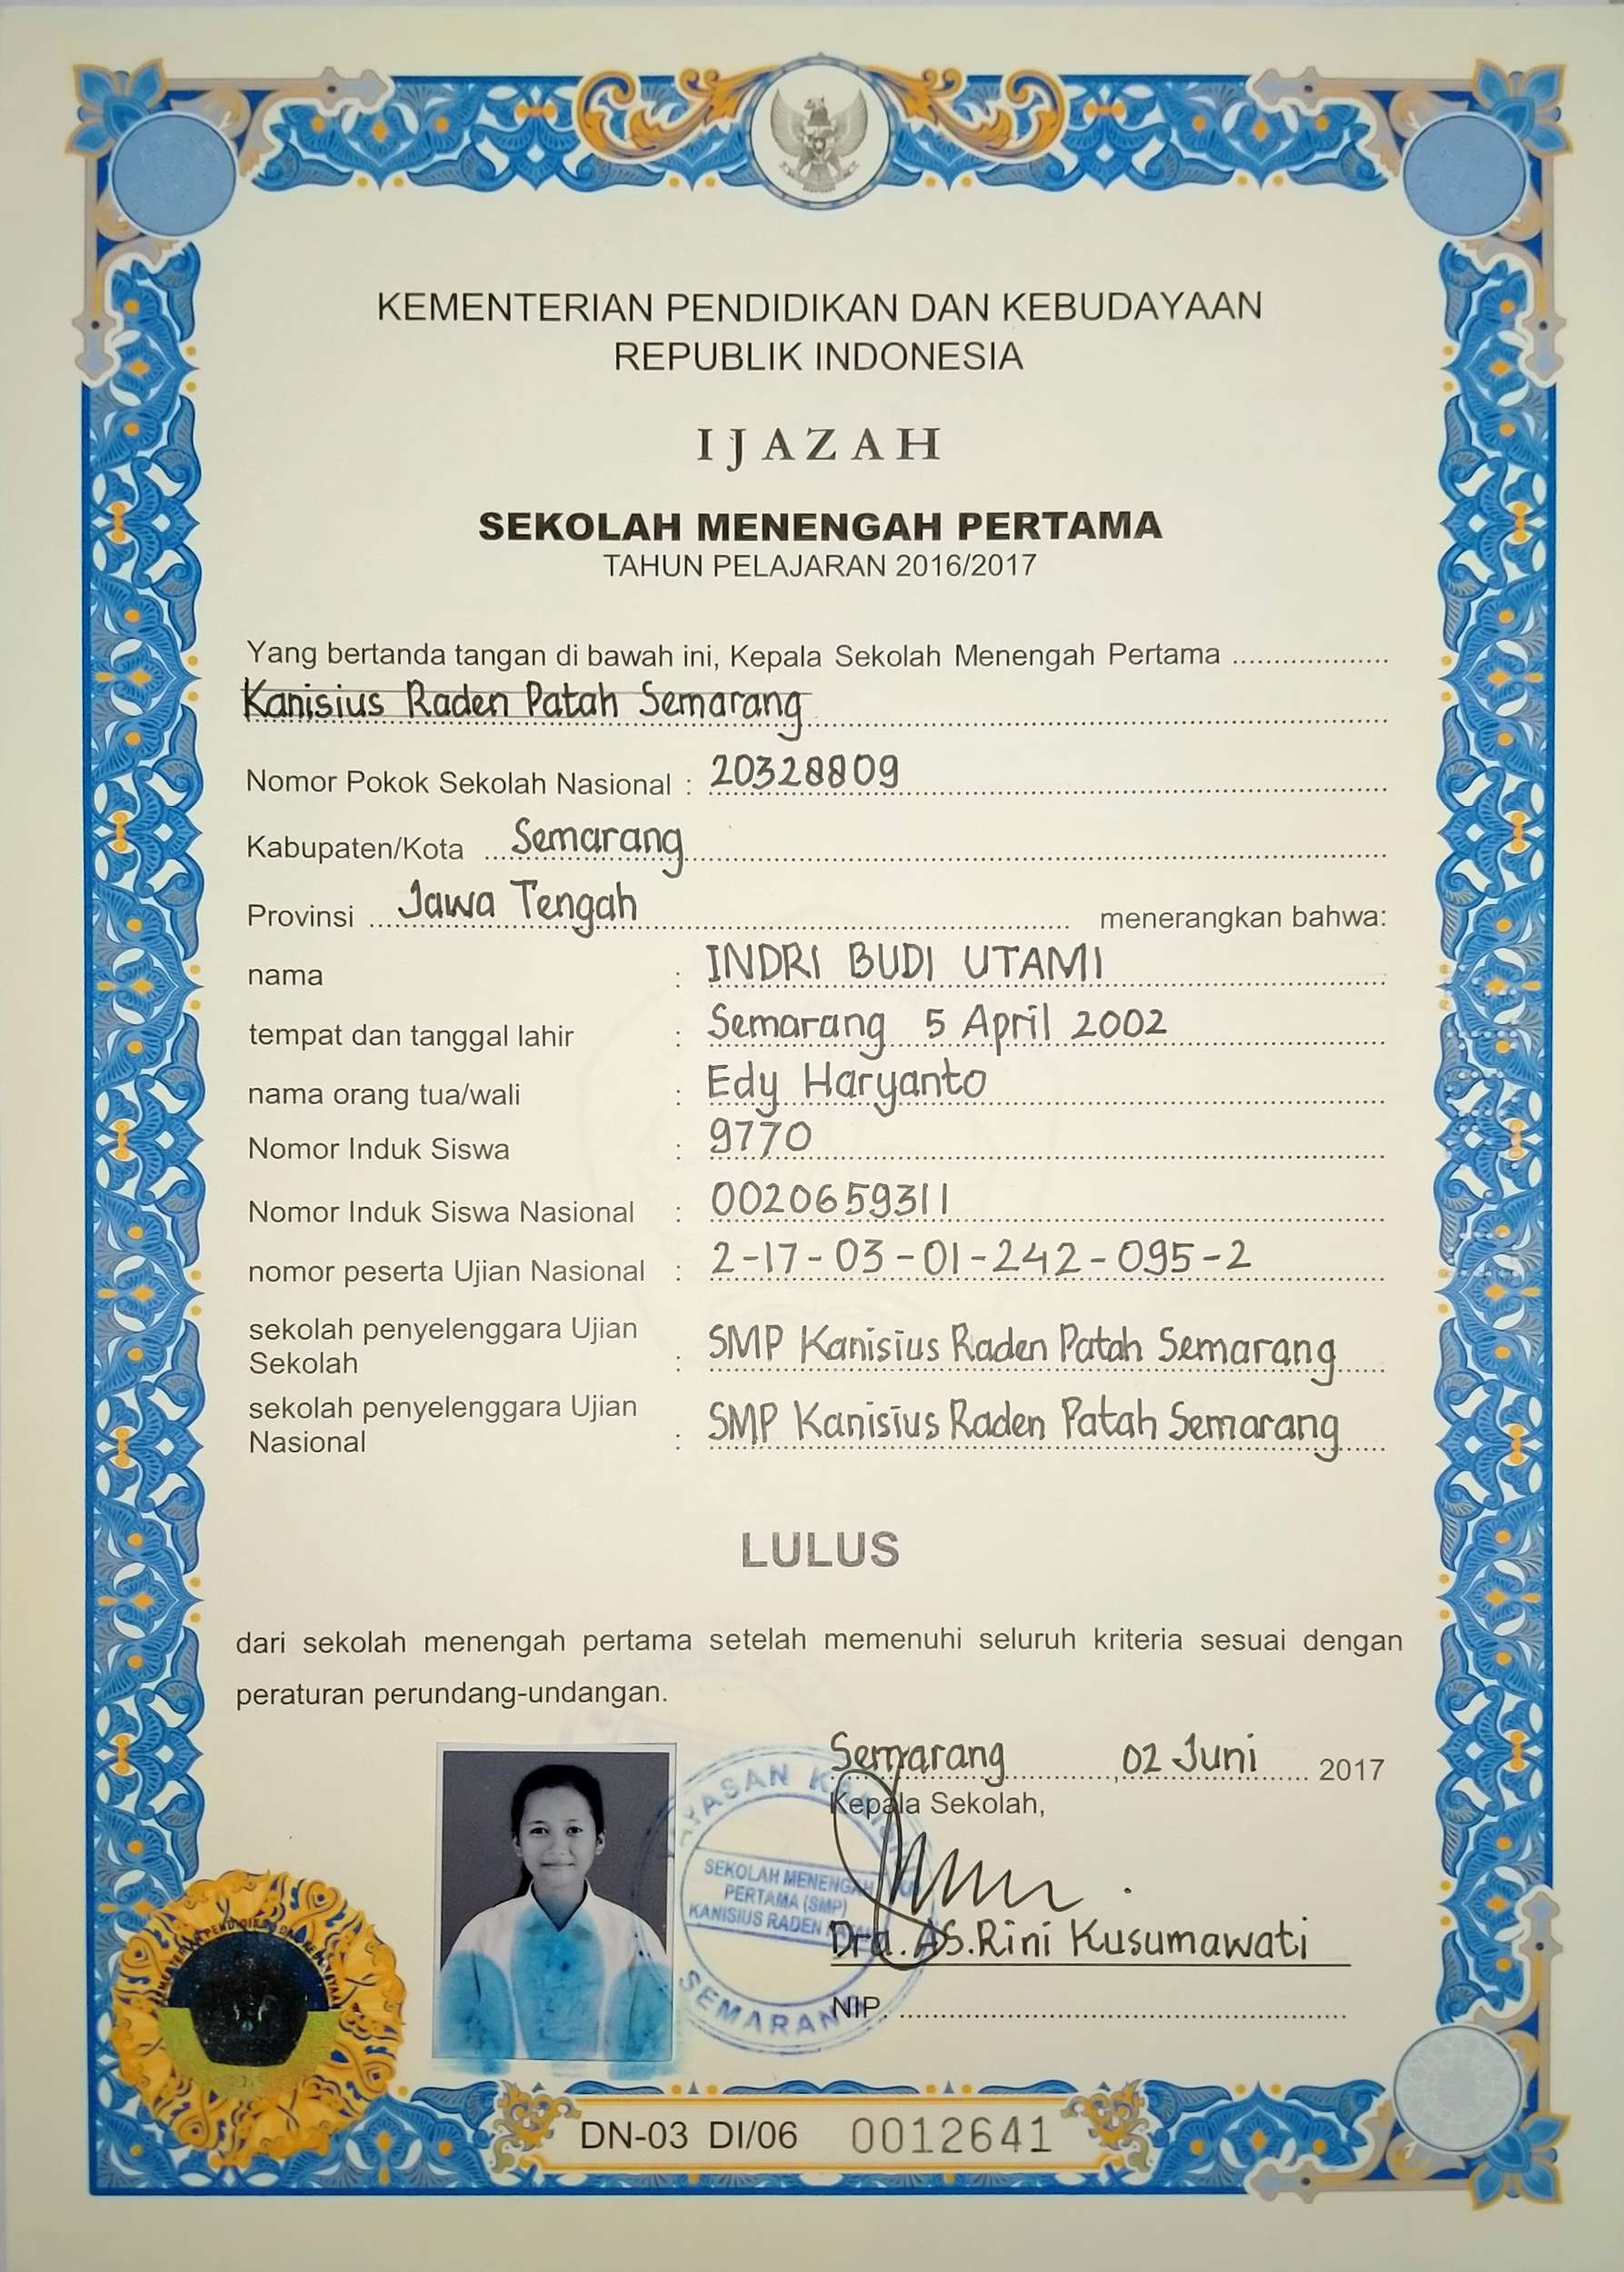 KEMENTERIAN PENDIDIKAN DAN KEBUDAYAAN
REPUBLIK INDONESIA
IJAZAH
SEKOLAH MENENGAH PERTAMA
TAHUN PELAJARAN 2016/2017
Yang bertanda tangan di bawah ini, Kepala Sekolah Menengah Pertama
Kanisius Raden Patah Semarang
Nomor Pokok Sekolah Nasional : 20328809
Kabupaten/Kota Semarang
Provinsi Jawa Tengah menerangkan bahwa:
nama : INDRI BUDI UTAMI
tempat dan tanggal lahir : Semarang 5 April 2002
nama orang tua/wali : Edy Haryanto
Nomor Induk Siswa : 9770
Nomor Induk Siswa Nasional : 0020659311
nomor peserta Ujian Nasional : 2-17-03-01-242-095-2
sekolah penyelenggara Ujian
Sekolah : SMP Kanisius Raden Patah Semarang
sekolah penyelenggara Ujian
Nasional : SMP Kanisius Raden Patah Semarang
LULUS
dari sekolah menengah pertama setelah memenuhi seluruh kriteria sesuai dengan
peraturan perundang-undangan.
Semarang, 02 Juni 2017
Kepala Sekolah,
YAYASAN
SEKOLAH MENENGAH
PERTAMA (SMP)
KANISIUS RADEN
SEMARANG
Dra. AS. Rini Kusumawati
NIP.
DN-03 DI/06 0012641